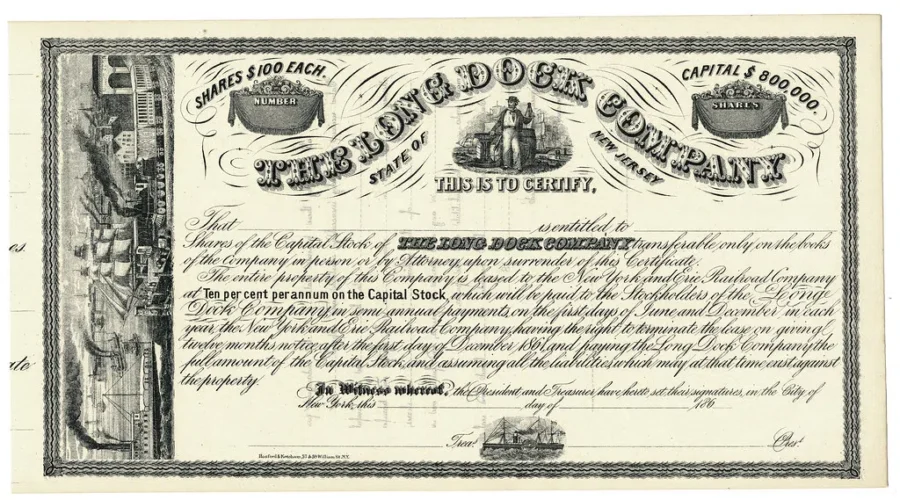 SHARES $100 EACH.
CAPITAL $800,000.
NUMBER
SHARES
THE LONG DOCK COMPANY
STATE OF NEW JERSEY
THIS IS TO CERTIFY,
That is entitled to
Shares of the Capital Stock of THE LONG DOCK COMPANY transferable only on the books
of the Company in person or by Attorney upon surrender of this Certificate.
The entire property of this Company is leased to the New York and Erie Railroad Company
at Ten per cent per annum on the Capital Stock, which will be paid to the Stockholders of the Long
Dock Company in semi annual payments on the first days of June and December in each
year, the New York and Erie Railroad Company, having the right to terminate the lease on giving
twelve months notice after the first day of December 1861, and paying the Long Dock Company the
full amount of the Capital Stock and assuming all the liabilities, which may at that time exist against
the property.
In Witness whereof, the President and Treasurer have hereto set their signatures, in the City of
New York, this day of 186
Treas. Pres.t
Hosford & Ketcham, 57 & 59 William St. N.Y.
es
ate